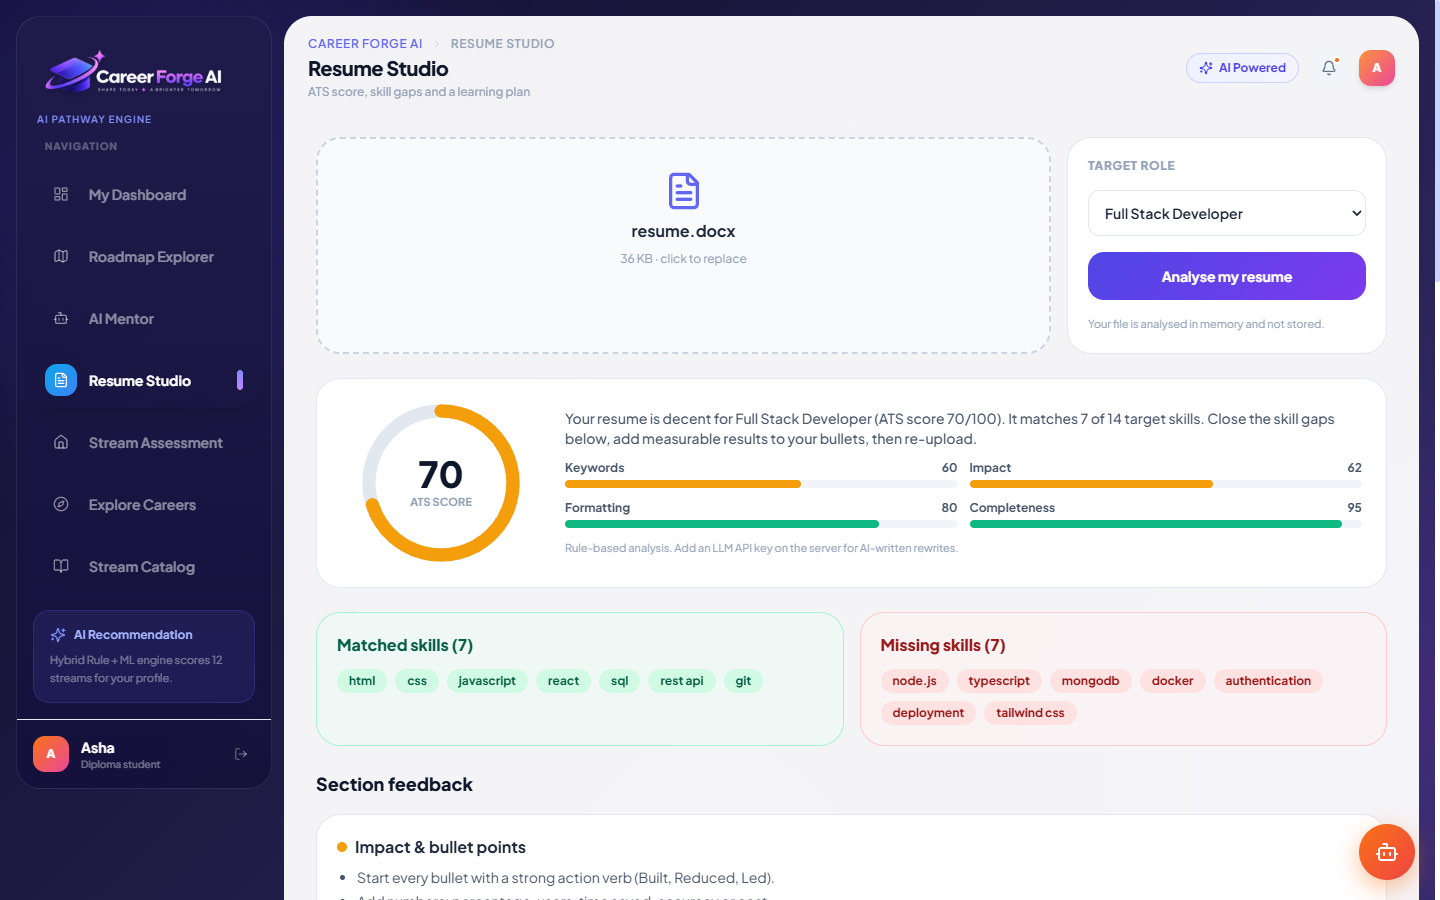 Career Forge AI
SHAPE TODAY ✦ A BRIGHTER TOMORROW
AI PATHWAY ENGINE
NAVIGATION
My Dashboard
Roadmap Explorer
AI Mentor
Resume Studio
Stream Assessment
Explore Careers
Stream Catalog
AI Recommendation
Hybrid Rule + ML engine scores 12
streams for your profile.
A
Asha
Diploma student
CAREER FORGE AI > RESUME STUDIO
Resume Studio
ATS score, skill gaps and a learning plan
AI Powered
A
resume.docx
36 KB · click to replace
TARGET ROLE
Full Stack Developer
Analyse my resume
Your file is analysed in memory and not stored.
70
ATS SCORE
Your resume is decent for Full Stack Developer (ATS score 70/100). It matches 7 of 14 target skills. Close the skill gaps
below, add measurable results to your bullets, then re-upload.
Keywords 60
Impact 62
Formatting 80
Completeness 95
Rule-based analysis. Add an LLM API key on the server for AI-written rewrites.
Matched skills (7)
html css javascript react sql rest api git
Missing skills (7)
node.js typescript mongodb docker authentication
deployment tailwind css
Section feedback
Impact & bullet points
• Start every bullet with a strong action verb (Built, Reduced, Led).